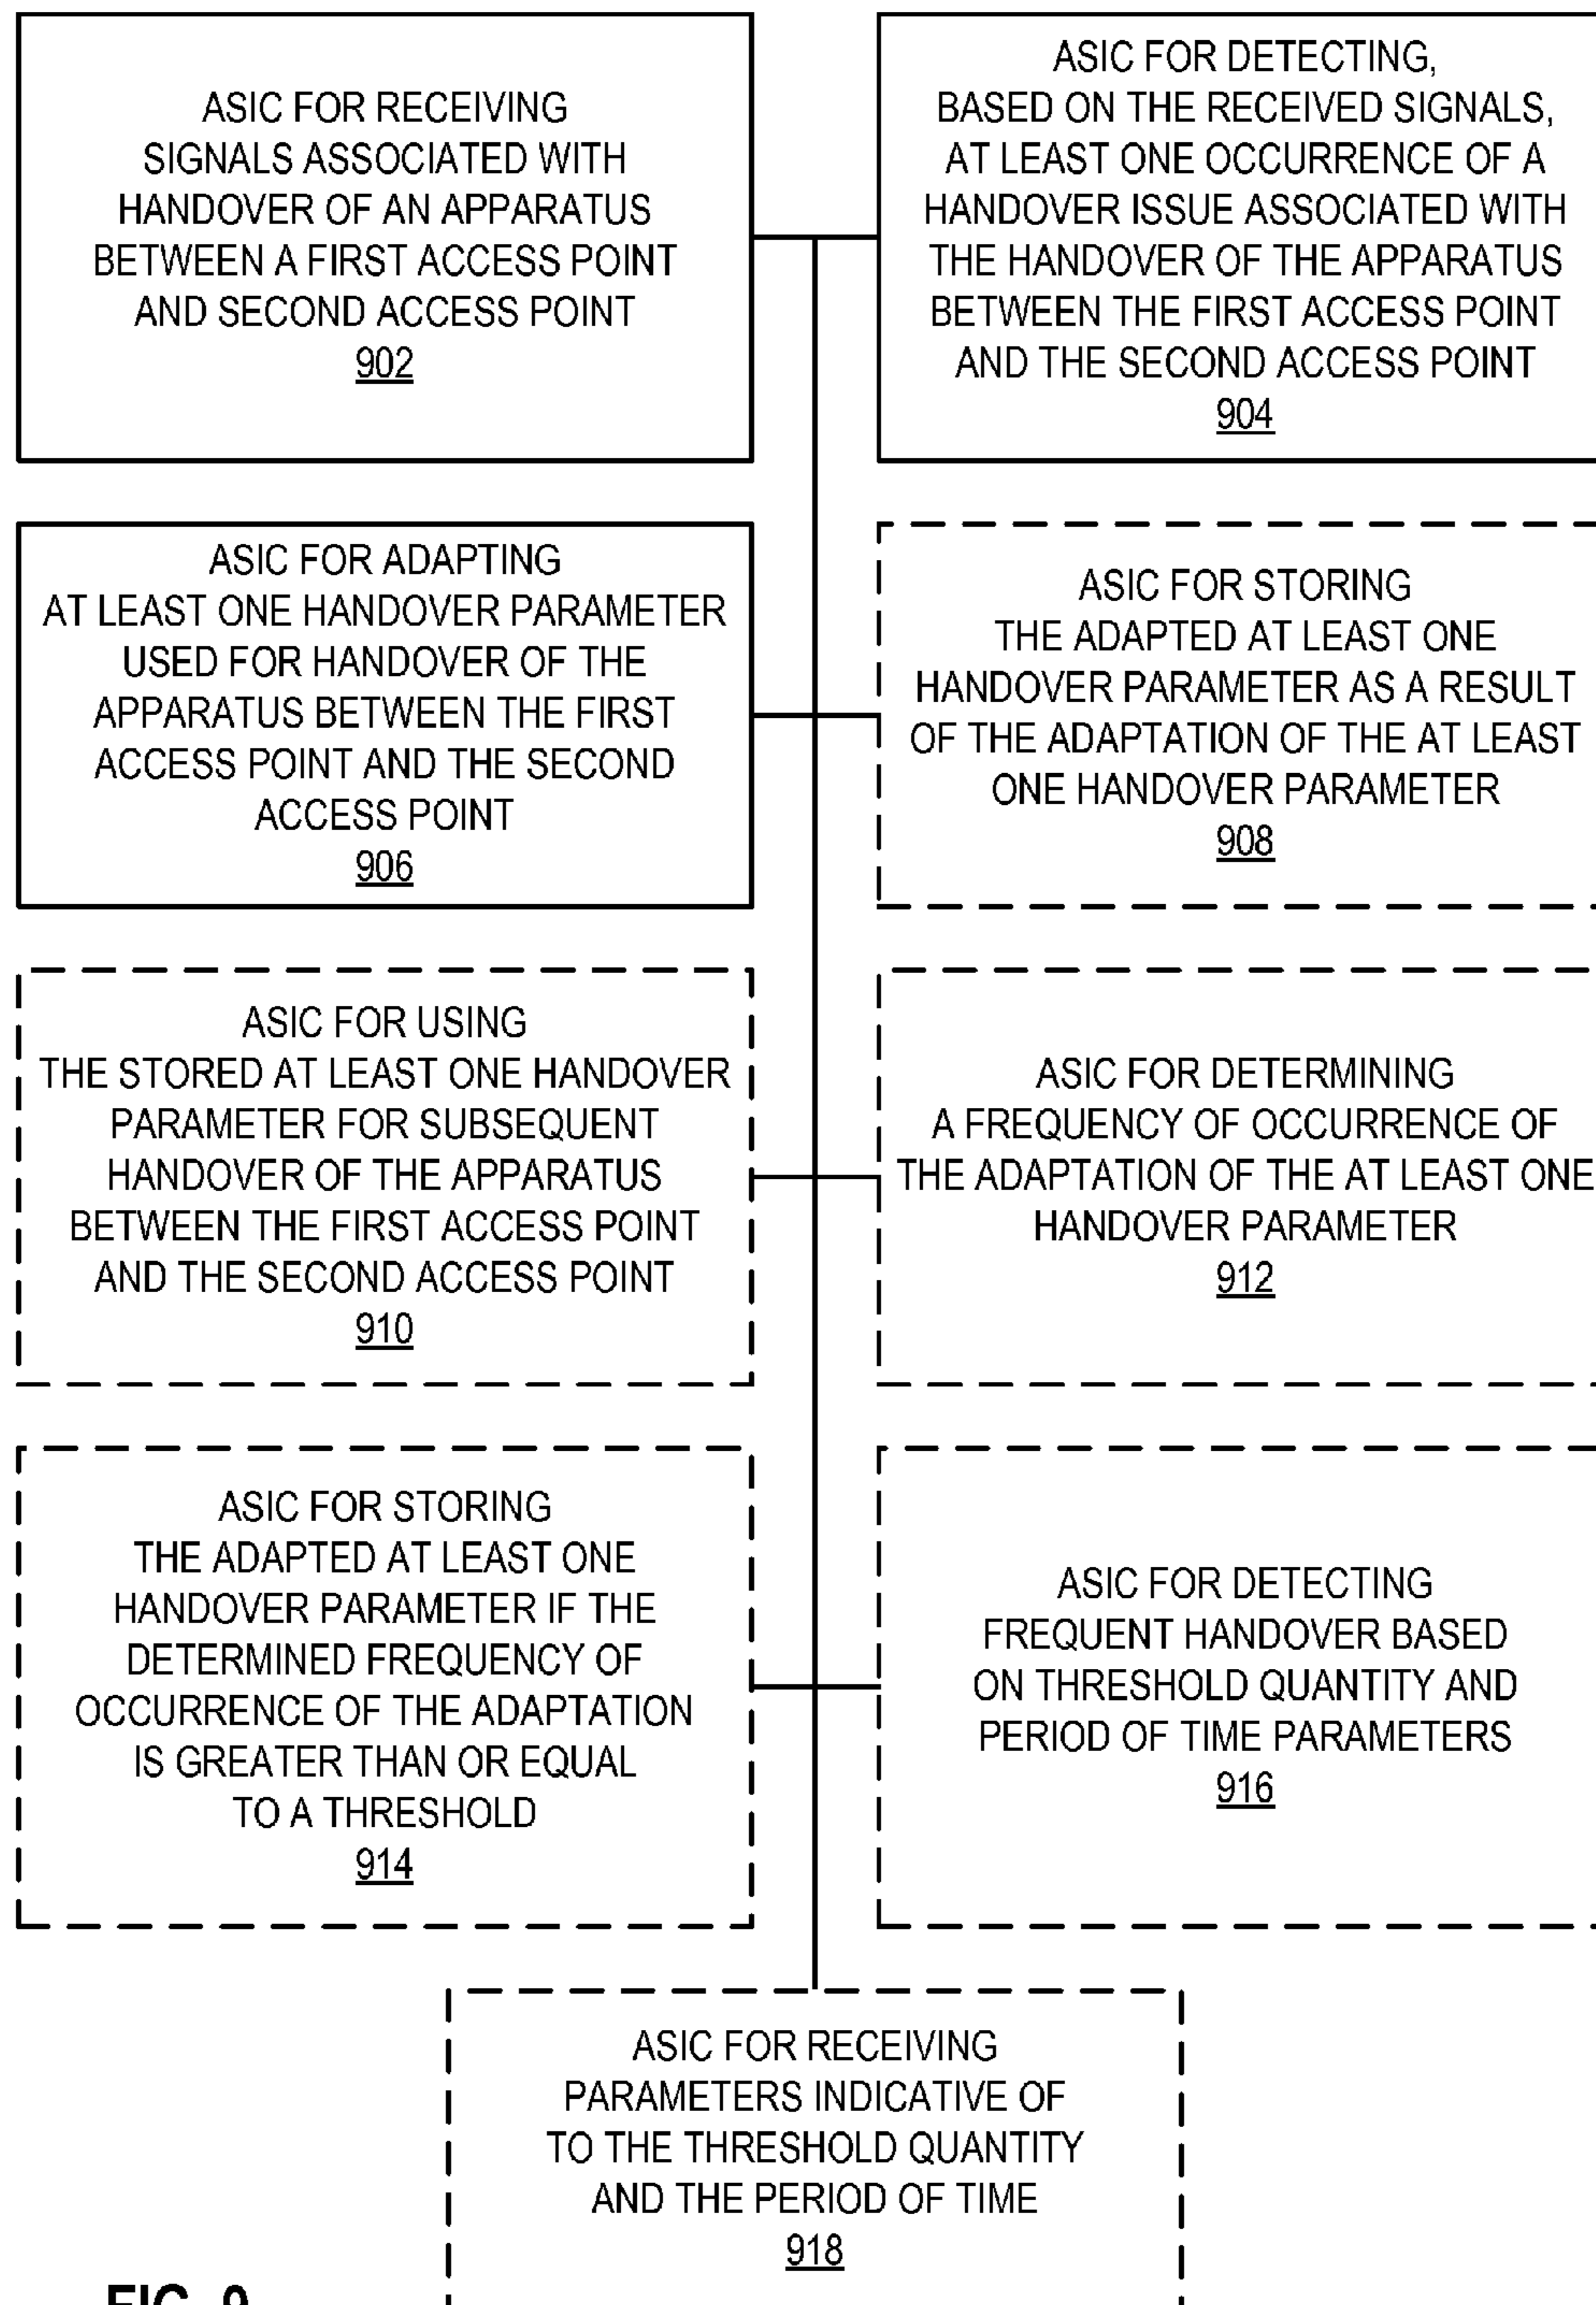 ASIC FOR RECEIVING
SIGNALS ASSOCIATED WITH
HANDOVER OF AN APPARATUS
BETWEEN A FIRST ACCESS POINT
AND SECOND ACCESS POINT
902
ASIC FOR DETECTING,
BASED ON THE RECEIVED SIGNALS,
AT LEAST ONE OCCURRENCE OF A
HANDOVER ISSUE ASSOCIATED WITH
THE HANDOVER OF THE APPARATUS
BETWEEN THE FIRST ACCESS POINT
AND THE SECOND ACCESS POINT
904
ASIC FOR ADAPTING
AT LEAST ONE HANDOVER PARAMETER
USED FOR HANDOVER OF THE
APPARATUS BETWEEN THE FIRST
ACCESS POINT AND THE SECOND
ACCESS POINT
906
ASIC FOR STORING
THE ADAPTED AT LEAST ONE
HANDOVER PARAMETER AS A RESULT
OF THE ADAPTATION OF THE AT LEAST
ONE HANDOVER PARAMETER
908
ASIC FOR USING
THE STORED AT LEAST ONE HANDOVER
PARAMETER FOR SUBSEQUENT
HANDOVER OF THE APPARATUS
BETWEEN THE FIRST ACCESS POINT
AND THE SECOND ACCESS POINT
910
ASIC FOR DETERMINING
A FREQUENCY OF OCCURRENCE OF
THE ADAPTATION OF THE AT LEAST ONE
HANDOVER PARAMETER
912
ASIC FOR STORING
THE ADAPTED AT LEAST ONE
HANDOVER PARAMETER IF THE
DETERMINED FREQUENCY OF
OCCURRENCE OF THE ADAPTATION
IS GREATER THAN OR EQUAL
TO A THRESHOLD
914
ASIC FOR DETECTING
FREQUENT HANDOVER BASED
ON THRESHOLD QUANTITY AND
PERIOD OF TIME PARAMETERS
916
ASIC FOR RECEIVING
PARAMETERS INDICATIVE OF
TO THE THRESHOLD QUANTITY
AND THE PERIOD OF TIME
918
FIG. 9